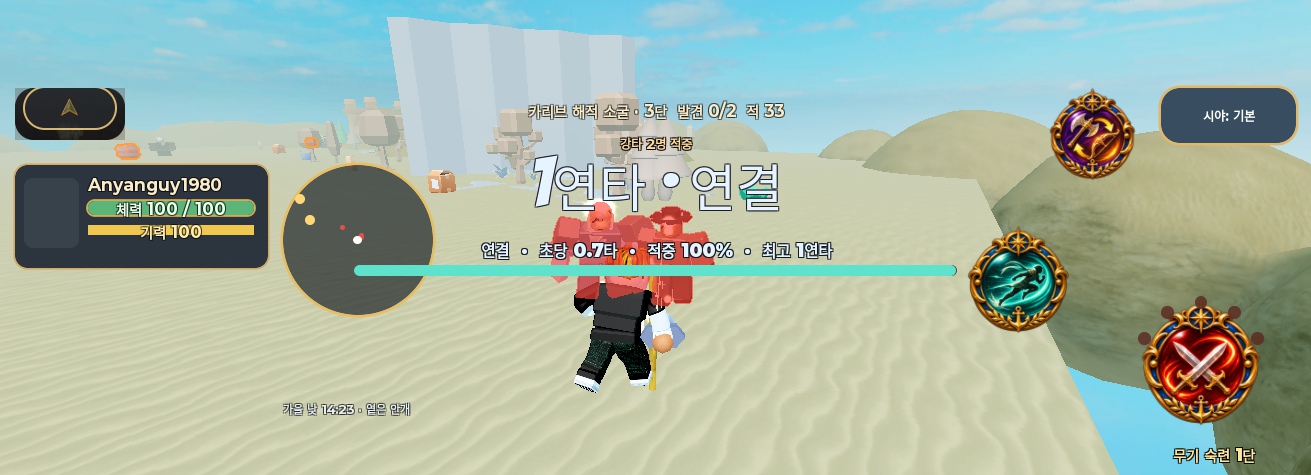 카리브 해적 소굴 · 3단 발견 0/2 적 33
시야: 기본
강타 2명 적중
1연타 • 연결
Anyanguy1980
체력 100 / 100
기력 100
연결 • 초당 0.7타 • 적중 100% • 최고 1연타
가을 낮 14:23 · 옅은 안개
무기 숙련 1단